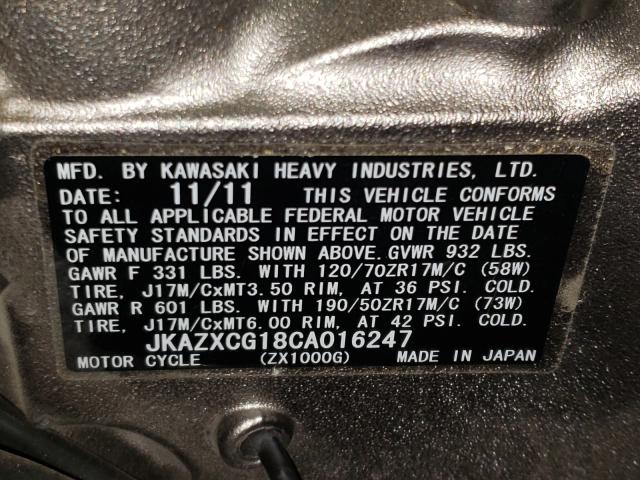 MFD. BY KAWASAKI HEAVY INDUSTRIES, LTD.
DATE: 11/11 THIS VEHICLE CONFORMS
TO ALL APPLICABLE FEDERAL MOTOR VEHICLE
SAFETY STANDARDS IN EFFECT ON THE DATE
OF MANUFACTURE SHOWN ABOVE. GVWR 932 LBS.
GAWR F 331 LBS. WITH 120/70ZR17M/C (58W)
TIRE, J17M/CxMT3.50 RIM, AT 36 PSI. COLD.
GAWR R 601 LBS. WITH 190/50ZR17M/C (73W)
TIRE, J17M/CxMT6.00 RIM, AT 42 PSI. COLD.
JKAZXCG18CA016247
MOTOR CYCLE (ZX1000G) MADE IN JAPAN